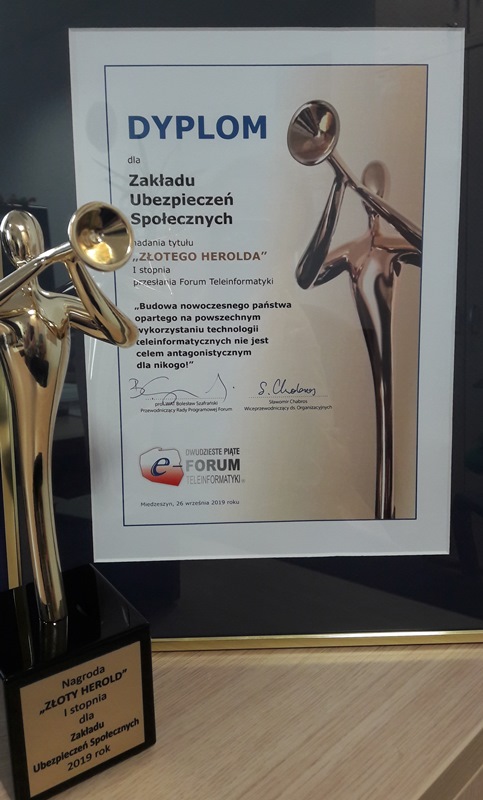 DYPLOM
dla
Zakładu
Ubezpieczeń
Społecznych
nadania tytułu
„ZŁOTEGO HEROLDA”
I stopnia
przesłania Forum Teleinformatyki
„Budowa nowoczesnego państwa
opartego na powszechnym
wykorzystaniu technologii
teleinformatycznych nie jest
celem antagonistycznym
dla nikogo!”
S. Chabros
prof. WAT Bolesław Szafrański
Przewodniczący Rady Programowej Forum
Sławomir Chabros
Wiceprzewodniczący ds. Organizacyjnych
DWUDZIESTE PIĄTE
e-FORUM
TELEINFORMATYKI
Miedzeszyn, 26 września 2019 roku
Nagroda
„ZŁOTY HEROLD”
I stopnia
dla
Zakładu
Ubezpieczeń Społecznych
2019 rok